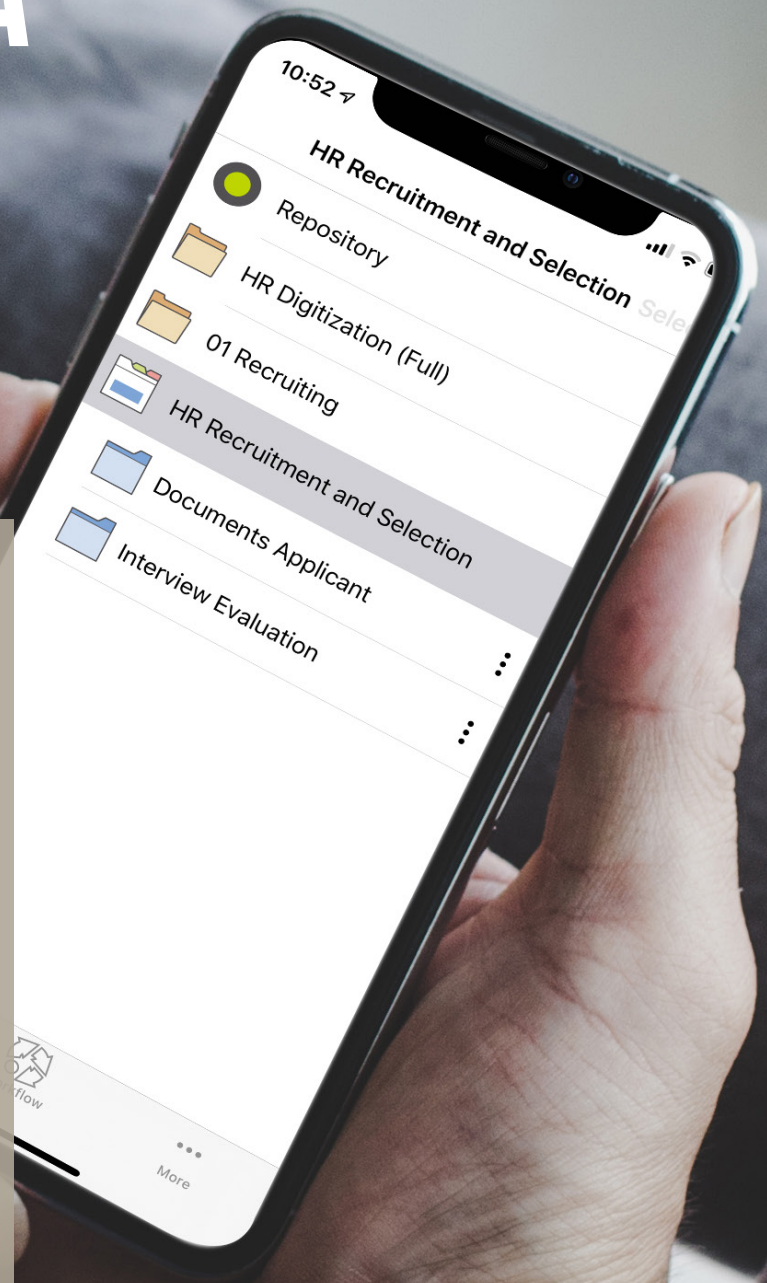 10:52
HR Recruitment and Selection
Repository
HR Digitization (Full)
01 Recruiting
HR Recruitment and Selection
Documents Applicant
Interview Evaluation
More